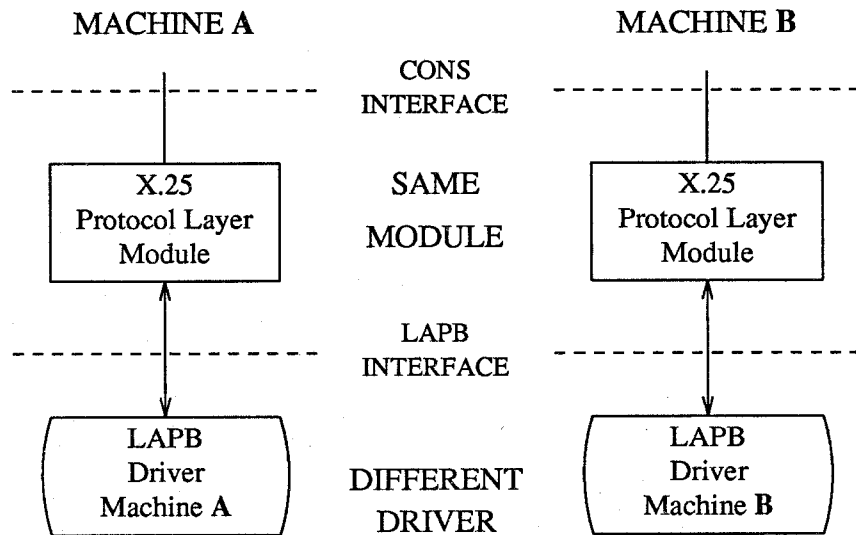 MACHINE A
MACHINE B
CONS
INTERFACE
X.25
Protocol Layer
Module
SAME
MODULE
X.25
Protocol Layer
Module
LAPB
INTERFACE
LAPB
Driver
Machine A
DIFFERENT
DRIVER
LAPB
Driver
Machine B